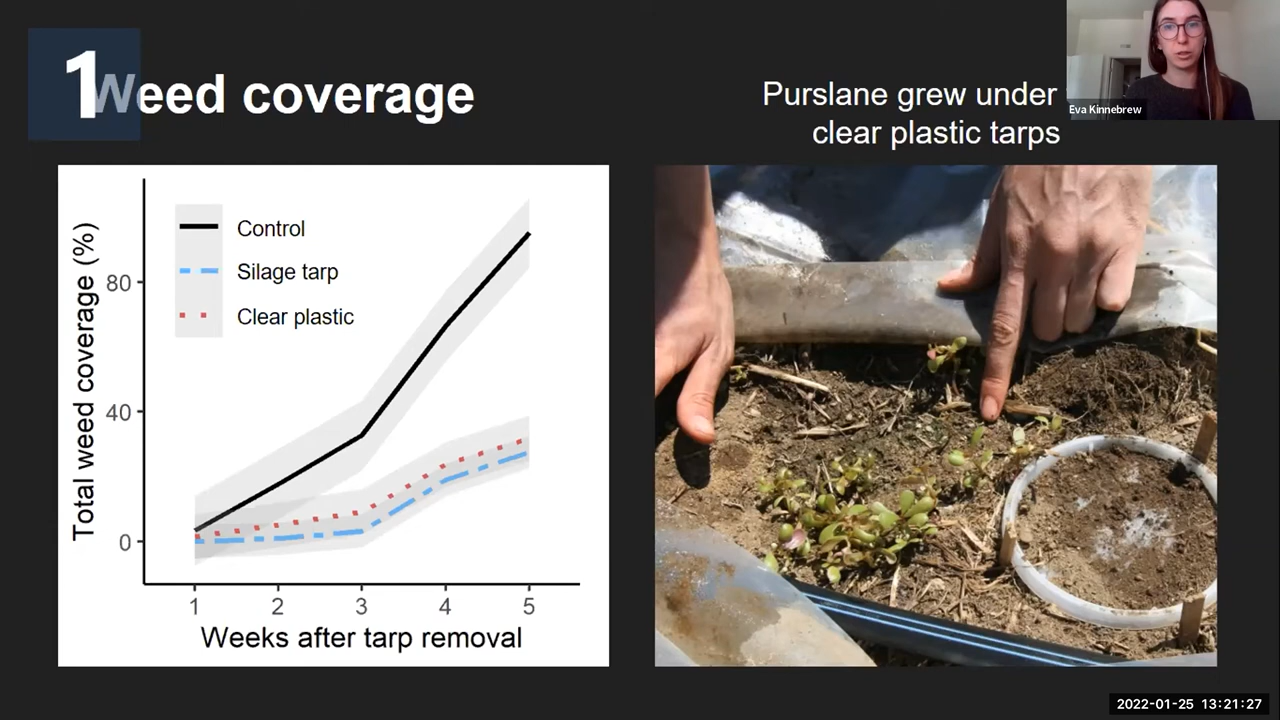 1
Weed coverage
Purslane grew under
clear plastic tarps
Eva Kinnebrew
Control
Silage tarp
Clear plastic
Total weed coverage (%)
80
40
0
1 2 3 4 5
Weeks after tarp removal
2022-01-25 13:21:27